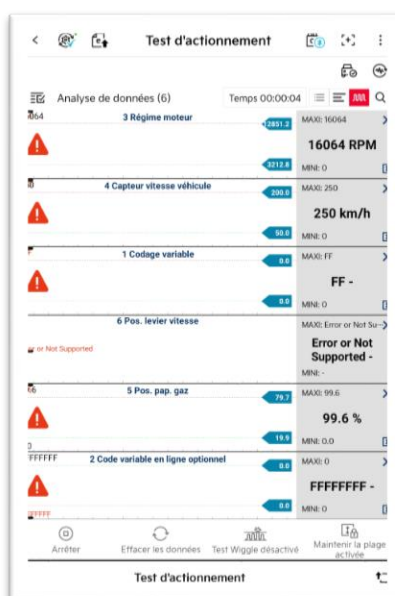 Test d'actionnement
Analyse de données (6)
Temps 00:00:04
3 Régime moteur
2851.2
3212.8
MAXI: 16064
16064 RPM
MINI: 0
4 Capteur vitesse véhicule
200.0
50.0
MAXI: 250
250 km/h
MINI: 0
1 Codage variable
0.0
0.0
MAXI: FF
FF -
MINI: 0
6 Pos. levier vitesse
or Not Supported
MAXI: Error or Not Su--
Error or Not
Supported -
MINI: -
5 Pos. pap. gaz
79.7
19.9
MAXI: 99.6
99.6 %
MINI: 0.0
FFFFFF
2 Code variable en ligne optionnel
0.0
0.0
MAXI: 0
FFFFFFFF -
MINI: 0
Arrêter
Effacer les données
Test Wiggle désactivé
Maintenir la plage
activée
Test d'actionnement